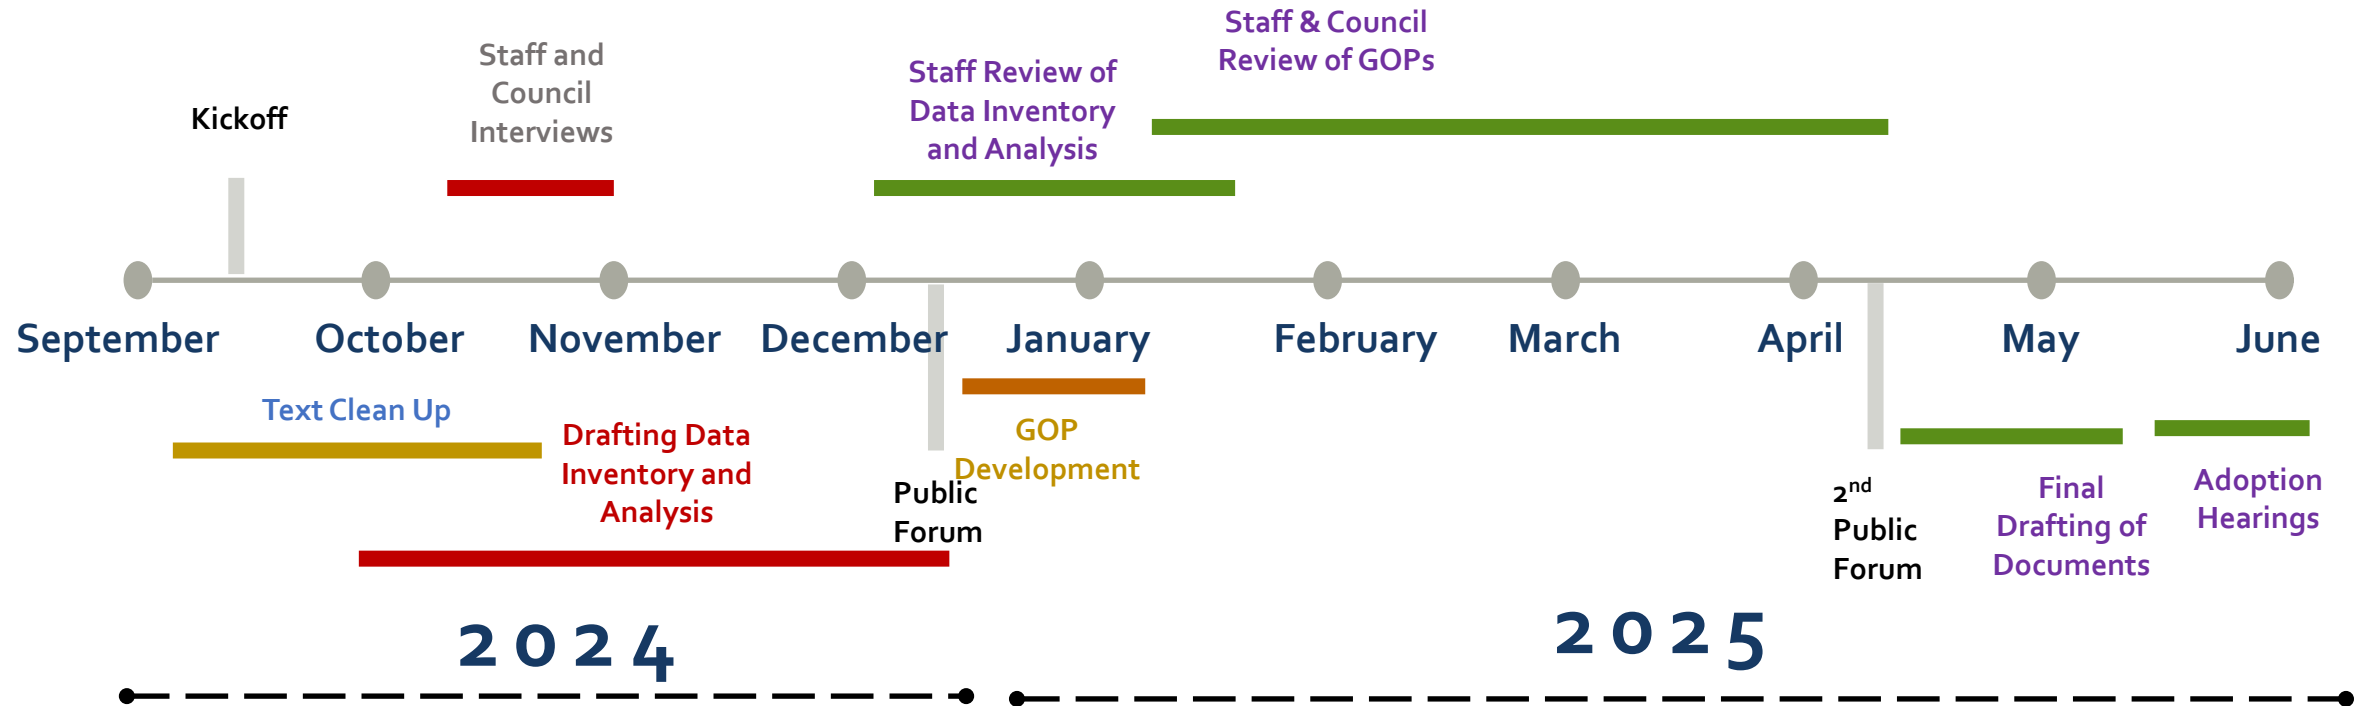 Staff & Council
Review of GOPs
Staff and
Council
Interviews
Staff Review of
Data Inventory
and Analysis
Kickoff
September
October
November
December
January
February
March
April
May
June
Text Clean Up
Drafting Data
Inventory and
Analysis
Public
Forum
GOP
Development
2nd
Public
Forum
Final
Drafting of
Documents
Adoption
Hearings
2024
2025